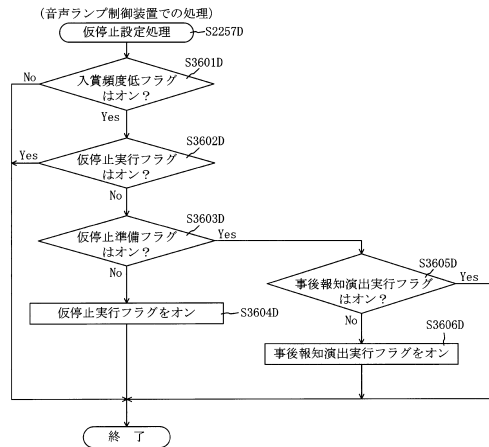 (音声ランプ制御装置での処理)
仮停止設定処理
S2257D
S3601D
No
入賞頻度低フラグ
はオン？
Yes
S3602D
Yes
仮停止実行フラグ
はオン？
No
S3603D
仮停止準備フラグ
はオン？
Yes
No
S3605D
事後報知演出実行フラグ
はオン？
Yes
仮停止実行フラグをオン
S3604D
No
S3606D
事後報知演出実行フラグをオン
終 了